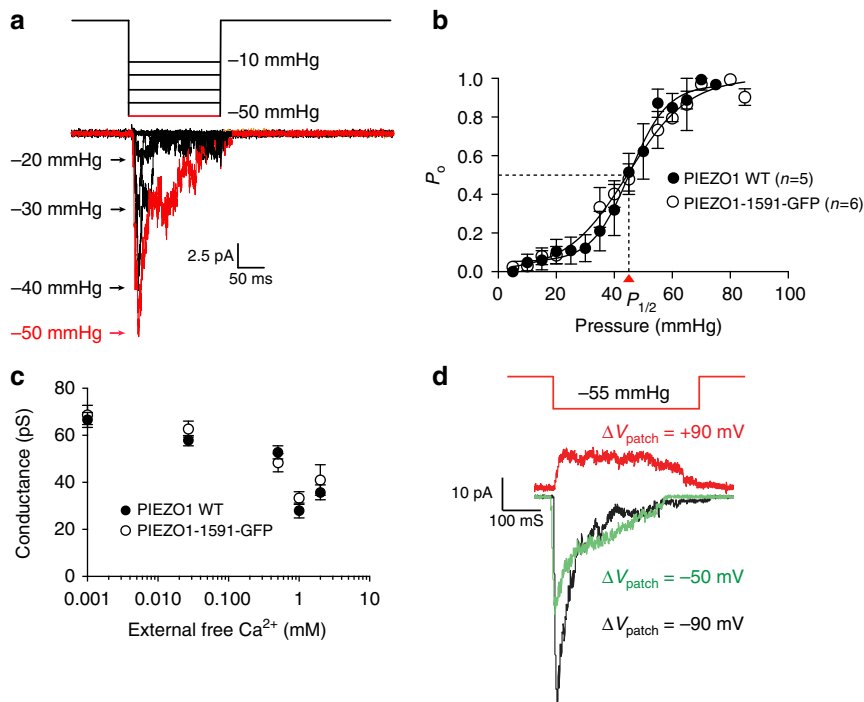 a
–10 mmHg
–50 mmHg
–20 mmHg
–30 mmHg
–40 mmHg
–50 mmHg
2.5 pA
50 ms
b
1.0
0.8
0.6
0.4
0.2
0.0
Po
PIEZO1 WT (n=5)
PIEZO1-1591-GFP (n=6)
0 20 40 60 80 100
P1/2
Pressure (mmHg)
c
80
60
40
20
0
Conductance (pS)
PIEZO1 WT
PIEZO1-1591-GFP
0.001 0.010 0.100 1 10
External free Ca2+ (mM)
d
–55 mmHg
ΔVpatch = +90 mV
10 pA
100 mS
ΔVpatch = –50 mV
ΔVpatch = –90 mV